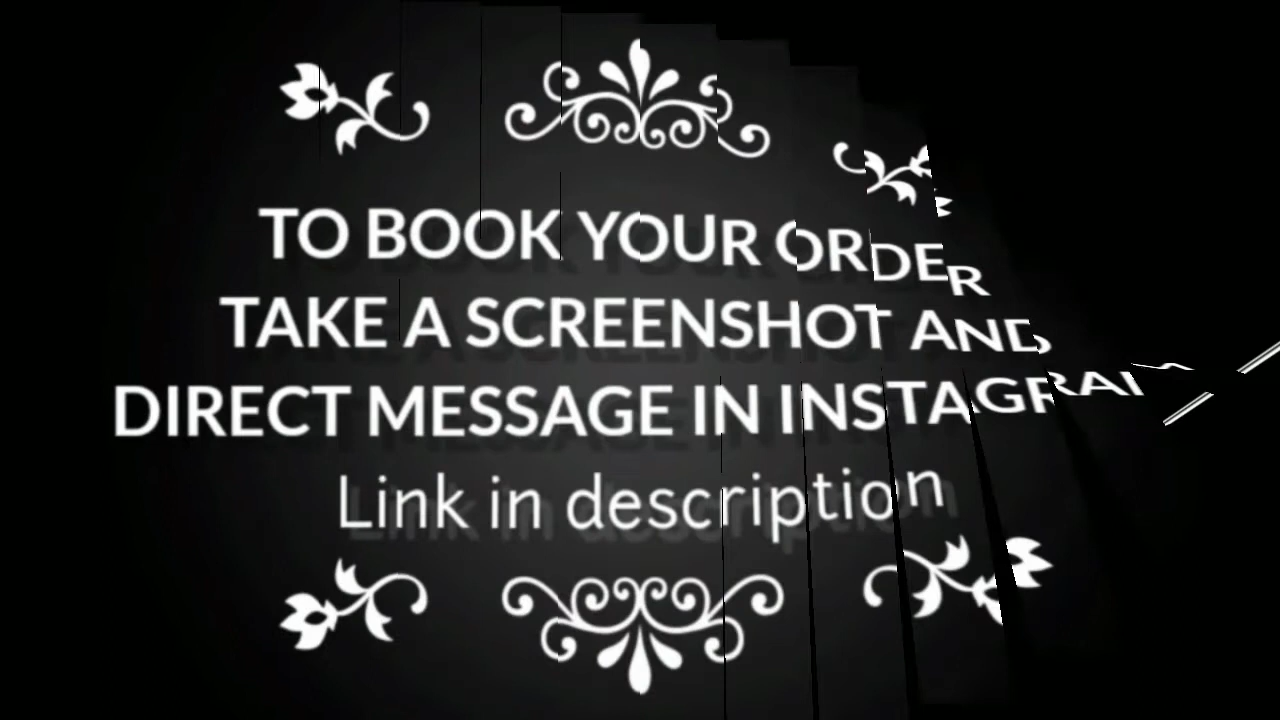 TO BOOK YOUR ORDER
TAKE A SCREENSHOT AND
DIRECT MESSAGE IN INSTAGRAM
Link in description